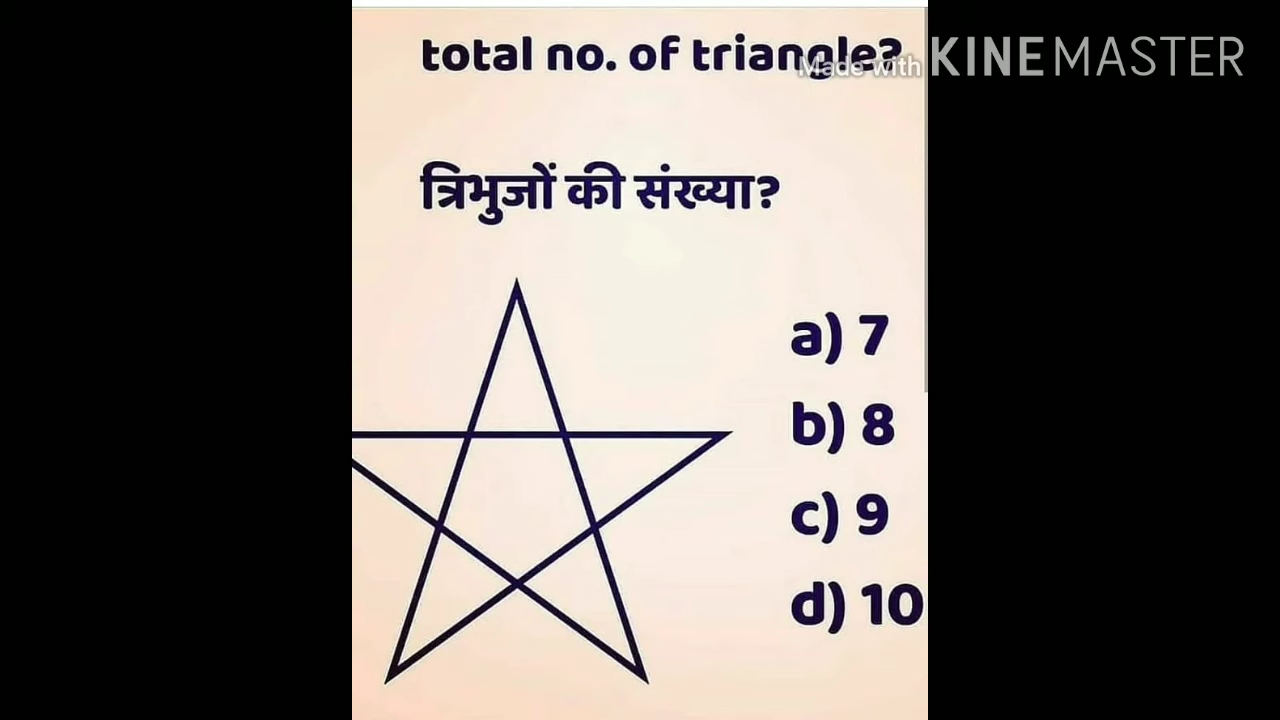 total no. of triangle?
Made with KINEMASTER
त्रिभुजों की संख्या?
a) 7
b) 8
c) 9
d) 10